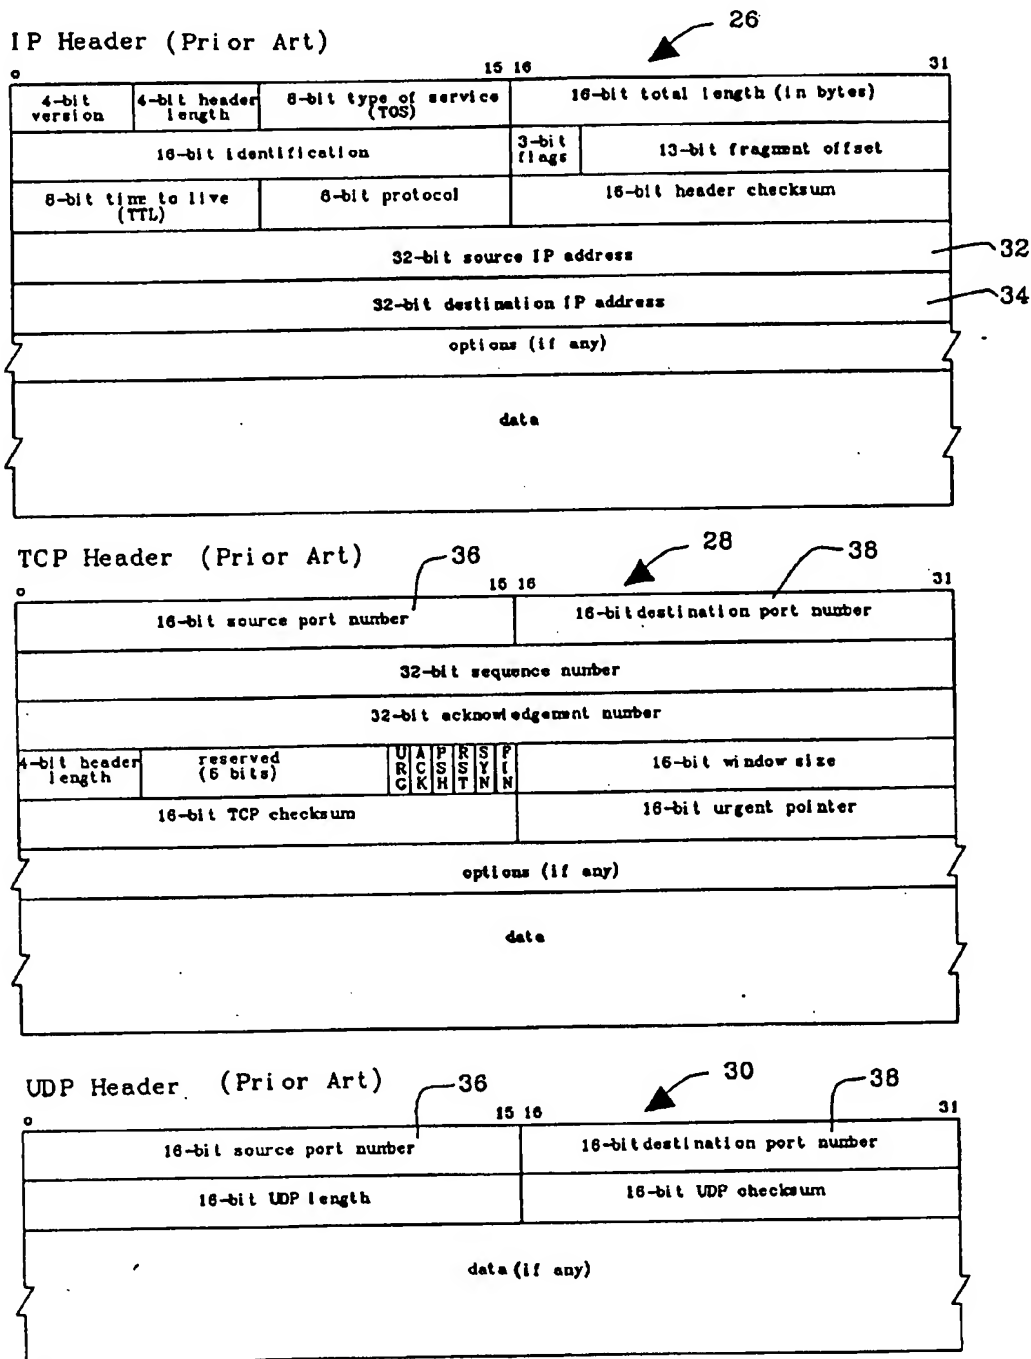 26
IP Header (Prior Art)
0 15 16 31
4-bit version
4-bit header length
8-bit type of service (TOS)
16-bit total length (in bytes)
16-bit identification
3-bit flags
13-bit fragment offset
8-bit time to live (TTL)
8-bit protocol
16-bit header checksum
32-bit source IP address
32
32-bit destination IP address
34
options (if any)
data
TCP Header (Prior Art)
36
28
38
0 15 16 31
16-bit source port number
16-bit destination port number
32-bit sequence number
32-bit acknowledgement number
4-bit header length
reserved (6 bits)
URG
ACK
PSH
RST
SYN
FIN
16-bit window size
16-bit TCP checksum
16-bit urgent pointer
options (if any)
data
UDP Header (Prior Art)
36
30
38
0 15 16 31
16-bit source port number
16-bit destination port number
16-bit UDP length
16-bit UDP checksum
data (if any)